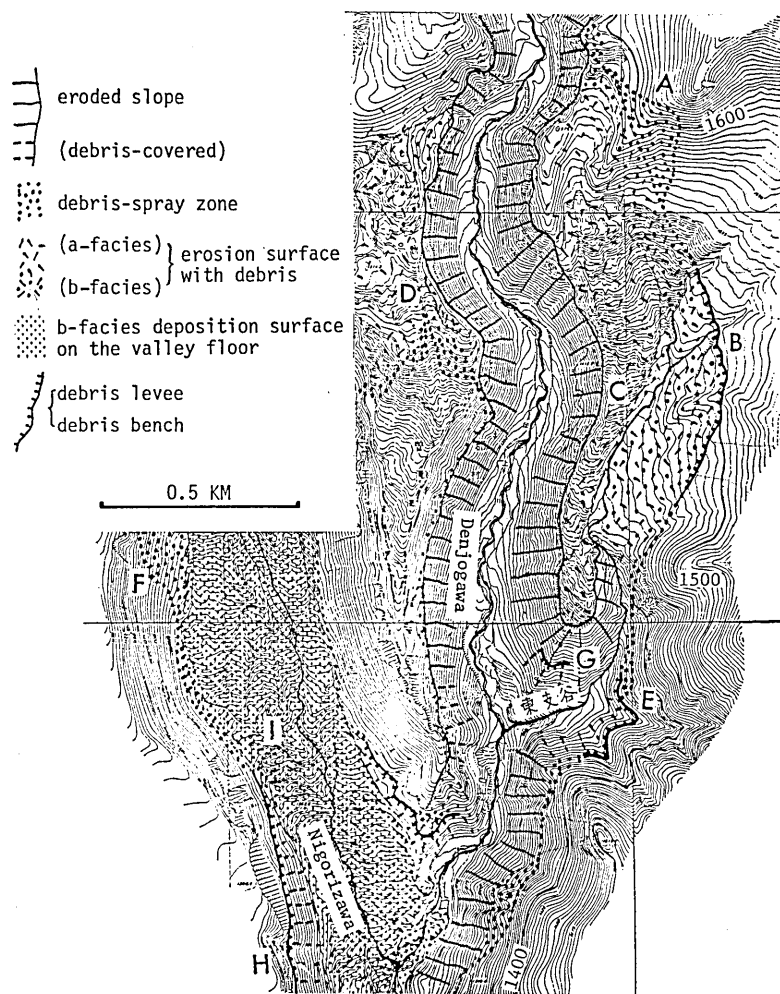 eroded slope
(debris-covered)
debris-spray zone
(a-facies)
(b-facies)
erosion surface
with debris
b-facies deposition surface
on the valley floor
debris levee
debris bench
0.5 KM
A
1600
B
D
C
Denjogawa
F
1500
G
東支谷
E
I
Nigorizawa
H
1400